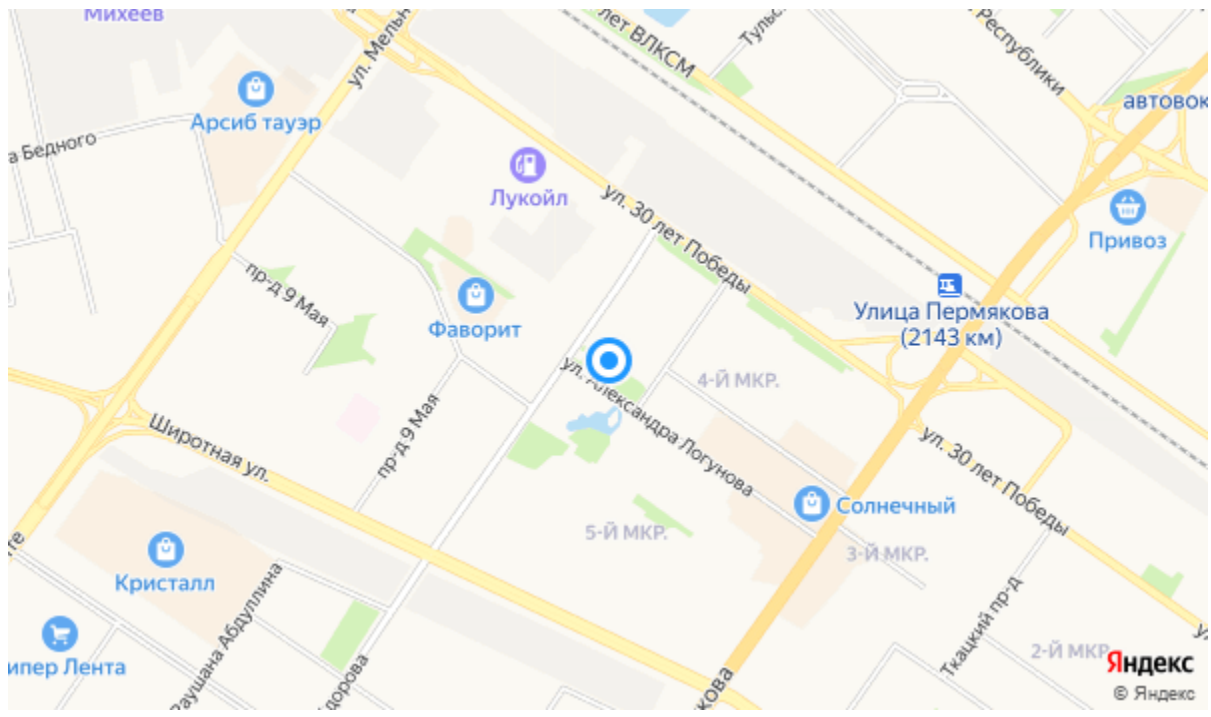 Михеев
ул. Мельн
лет ВЛКСМ
Тульс
Республики
автовок
Арсиб тауэр
а Бедного
Лукойл
ул. 30 лет Победы
Привоз
пр-д 9 Мая
Фаворит
Улица Пермякова
(2143 км)
ул. Александра Логунова
4-Й МКР.
пр-д 9 Мая
Широтная ул.
ул. 30 лет Победы
Солнечный
5-Й МКР.
3-Й МКР.
Кристалл
Раушана Абдуллина
Ткацкий пр-д
ипер Лента
дорова
кова
2-Й МКР.
Яндекс
© Яндекс